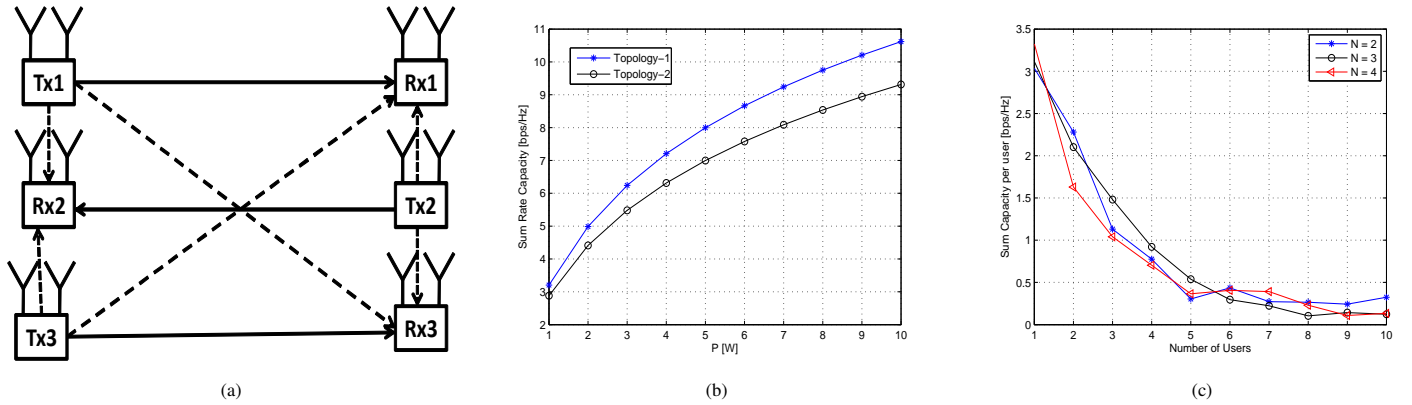 Tx1
Rx1
Rx2
Tx2
Tx3
Rx3
(a)
Sum Rate Capacity [bps/Hz]
11
10
9
8
7
6
5
4
3
2
Topology-1
Topology-2
1 2 3 4 5 6 7 8 9 10
P [W]
(b)
Sum Capacity per user [bps/Hz]
3.5
3
2.5
2
1.5
1
0.5
0
N = 2
N = 3
N = 4
1 2 3 4 5 6 7 8 9 10
Number of Users
(c)